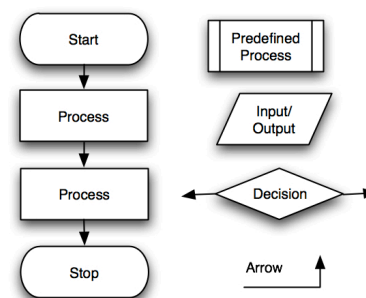 Start
Process
Process
Stop
Predefined
Process
Input/
Output
Decision
Arrow